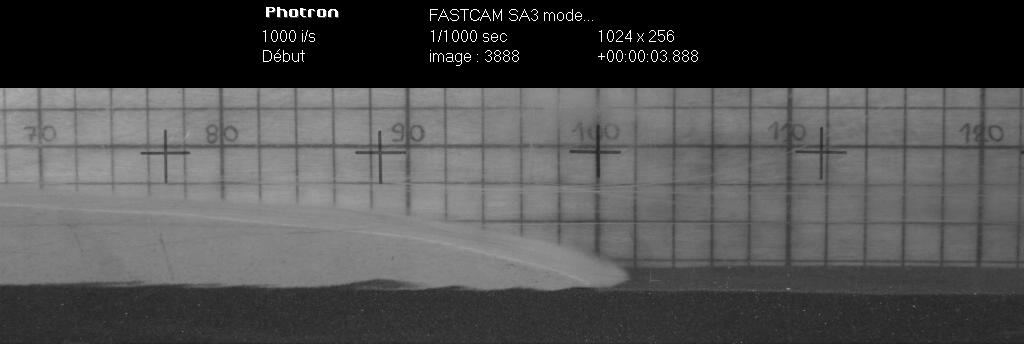 Photron FASTCAM SA3 mode...
1000 i/s 1/1000 sec 1024 x 256
Début image : 3888 +00:00:03.888
70 80 90 100 110 120